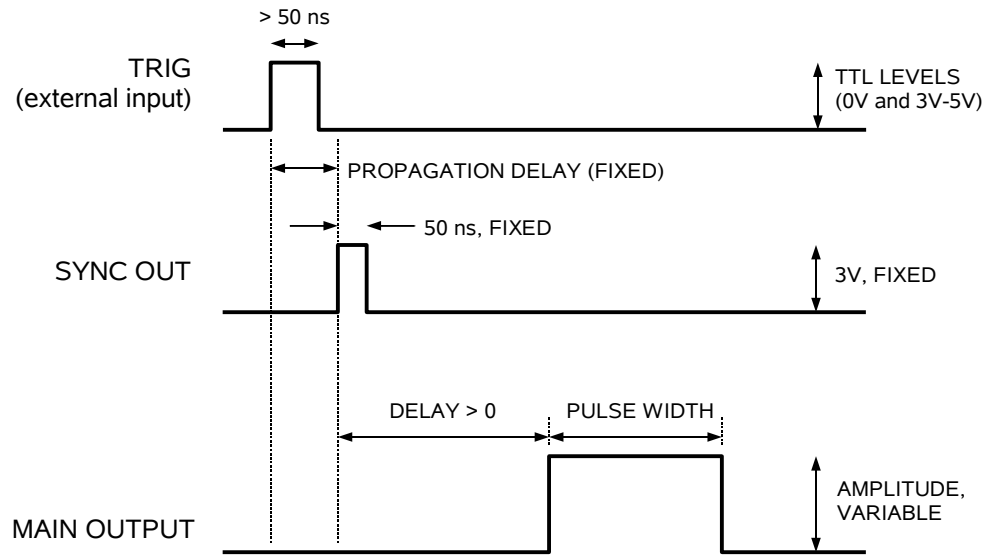 > 50 ns
TRIG
(external input)
TTL LEVELS
(0V and 3V-5V)
PROPAGATION DELAY (FIXED)
50 ns, FIXED
SYNC OUT
3V, FIXED
DELAY > 0
PULSE WIDTH
AMPLITUDE,
VARIABLE
MAIN OUTPUT